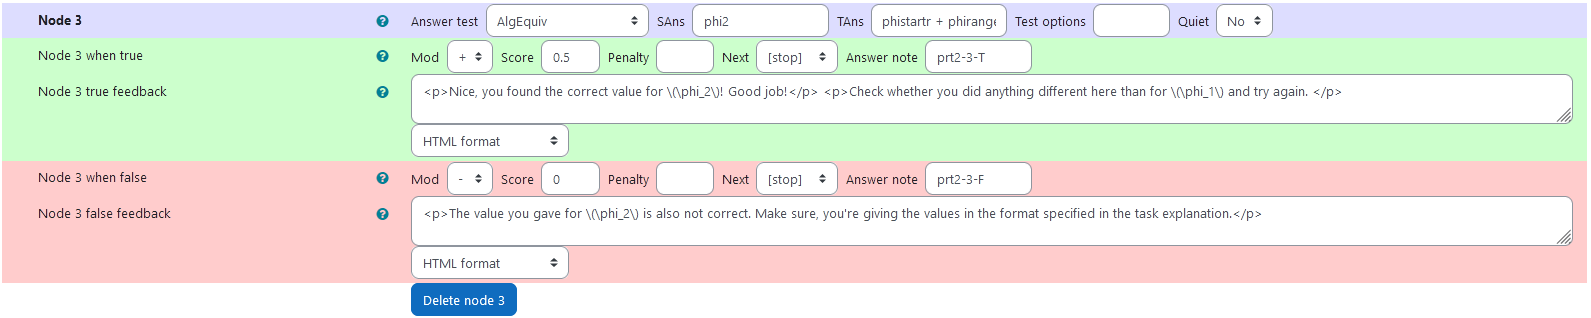 Node 3 Answer test AlgEquiv SAns phi2 TAns phistartr + phirange Test options Quiet No
Node 3 when true Mod + Score 0.5 Penalty Next [stop] Answer note prt2-3-T
Node 3 true feedback <p>Nice, you found the correct value for \(\phi_2\)! Good job!</p> <p>Check whether you did anything different here than for \(\phi_1\) and try again. </p>
HTML format
Node 3 when false Mod - Score 0 Penalty Next [stop] Answer note prt2-3-F
Node 3 false feedback <p>The value you gave for \(\phi_2\) is also not correct. Make sure, you're giving the values in the format specified in the task explanation.</p>
HTML format
Delete node 3